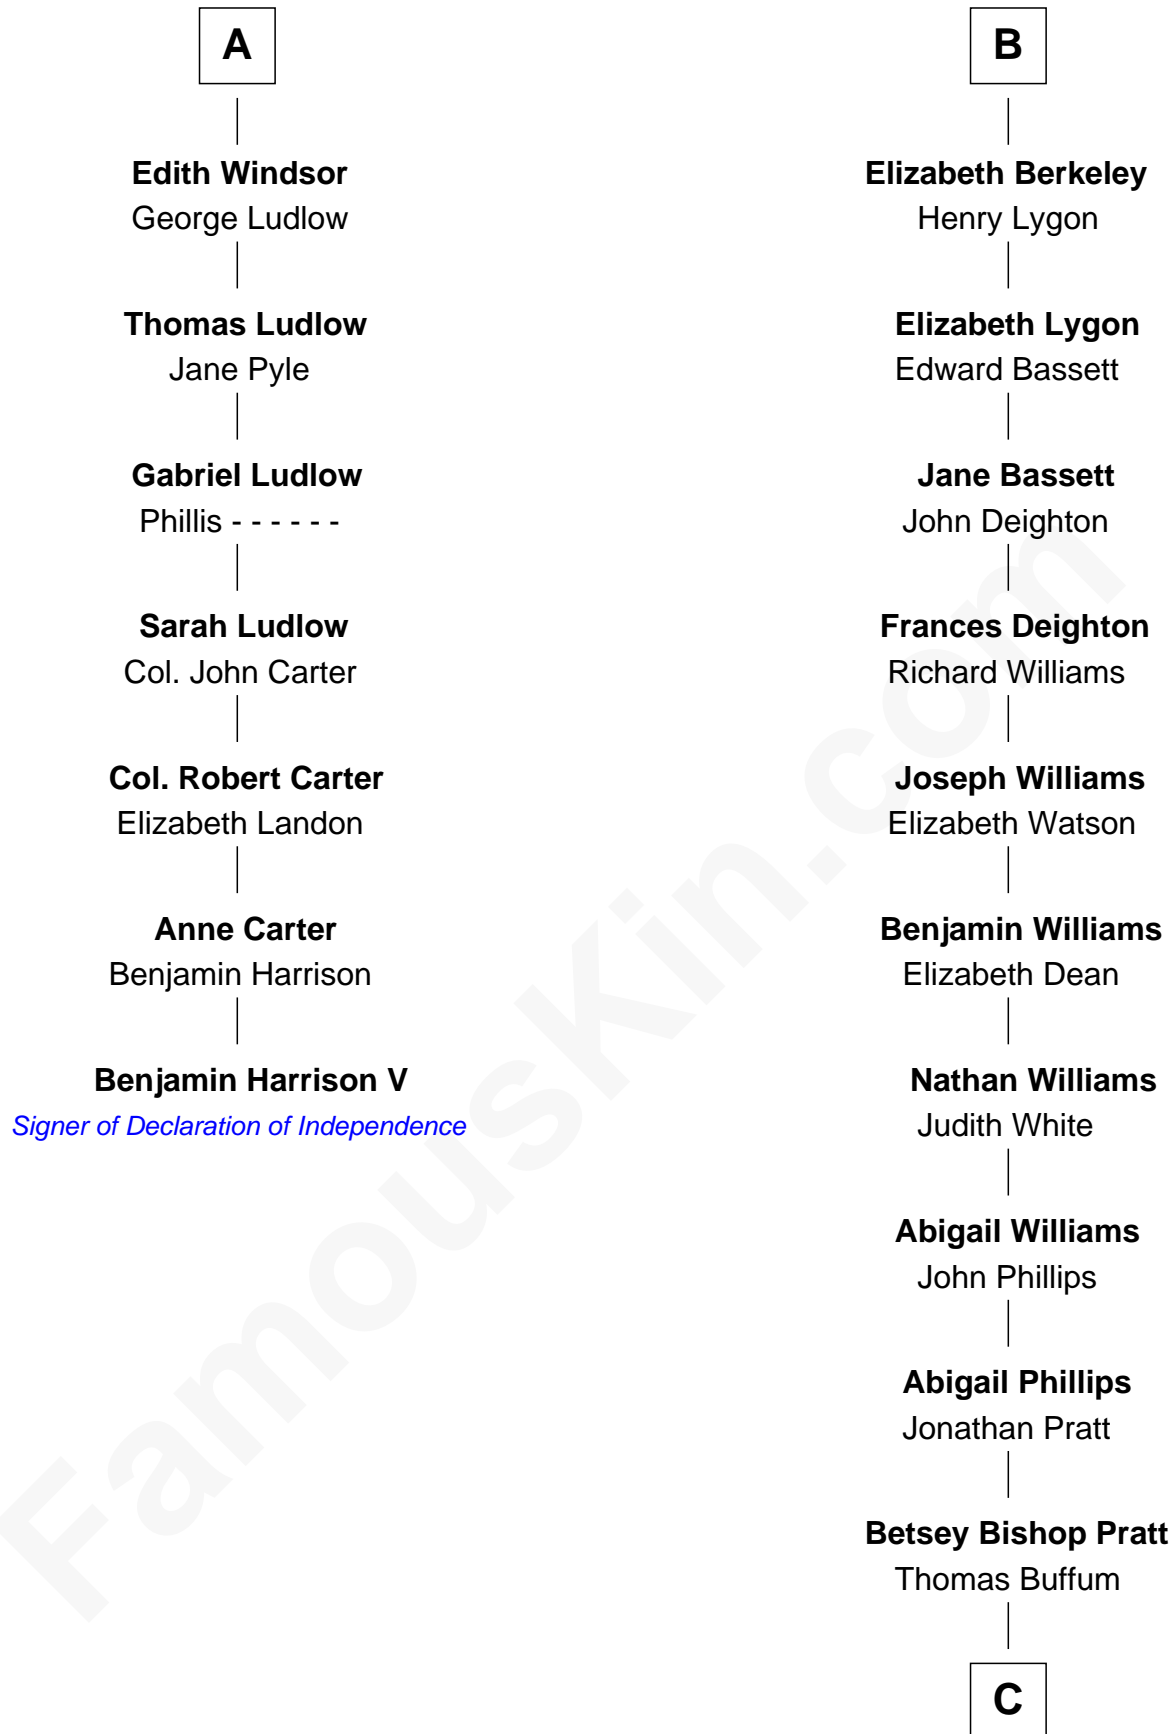 A
Edith Windsor
George Ludlow
Thomas Ludlow
Jane Pyle
Gabriel Ludlow
Phillis - - - - - -
Sarah Ludlow
Col. John Carter
Col. Robert Carter
Elizabeth Landon
Anne Carter
Benjamin Harrison
Benjamin Harrison V
Signer of Declaration of Independence
B
Elizabeth Berkeley
Henry Lygon
Elizabeth Lygon
Edward Bassett
Jane Bassett
John Deighton
Frances Deighton
Richard Williams
Joseph Williams
Elizabeth Watson
Benjamin Williams
Elizabeth Dean
Nathan Williams
Judith White
Abigail Williams
John Phillips
Abigail Phillips
Jonathan Pratt
Betsey Bishop Pratt
Thomas Buffum
C
FamousKin.com